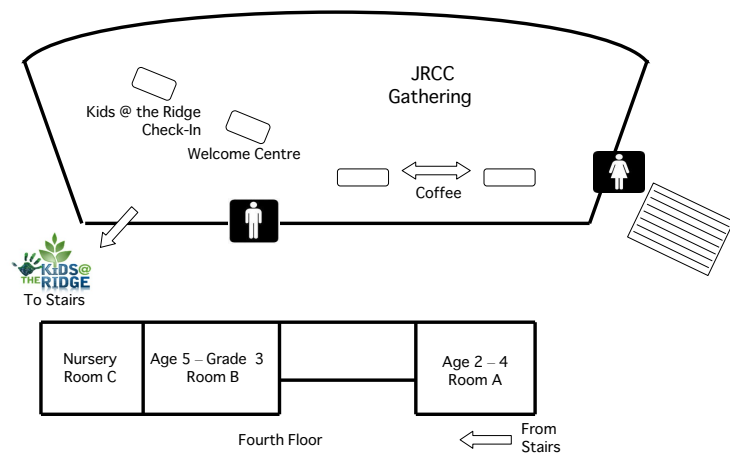 JRCC
Gathering
Kids @ the Ridge
Check-In
Welcome Centre
Coffee
KIDS@
THE RIDGE
To Stairs
Nursery
Room C
Age 5 – Grade 3
Room B
Age 2 – 4
Room A
Fourth Floor
From
Stairs